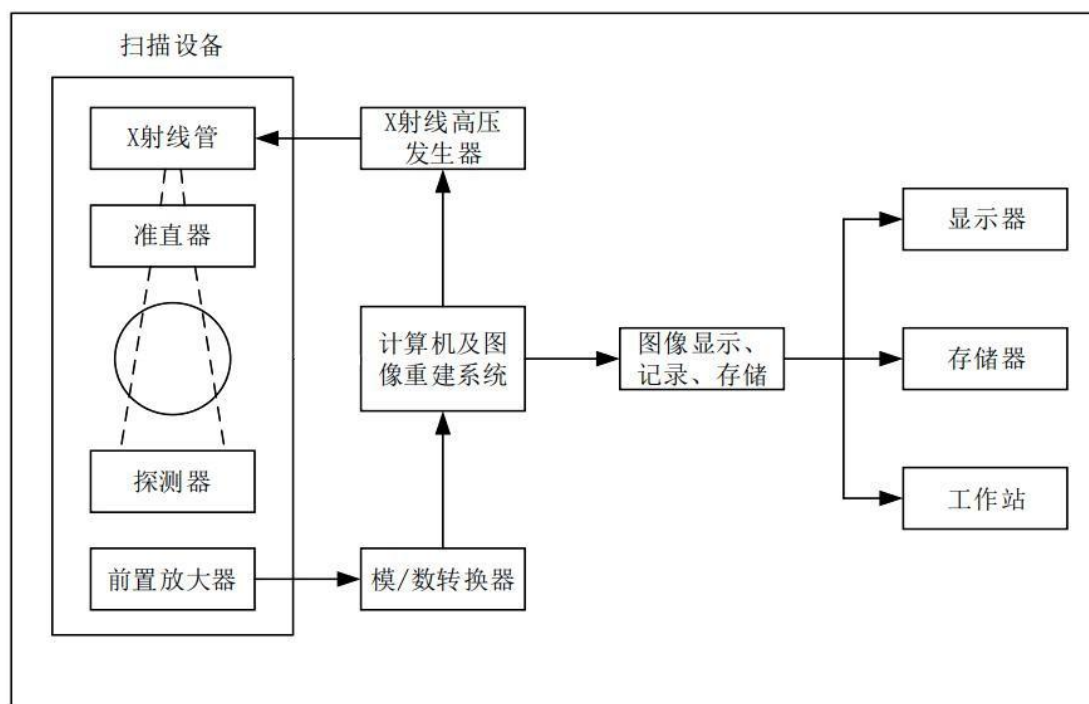 扫描设备
X射线管
准直器
探测器
前置放大器
X射线高压
发生器
计算机及图
像重建系统
模/数转换器
图像显示、
记录、存储
显示器
存储器
工作站